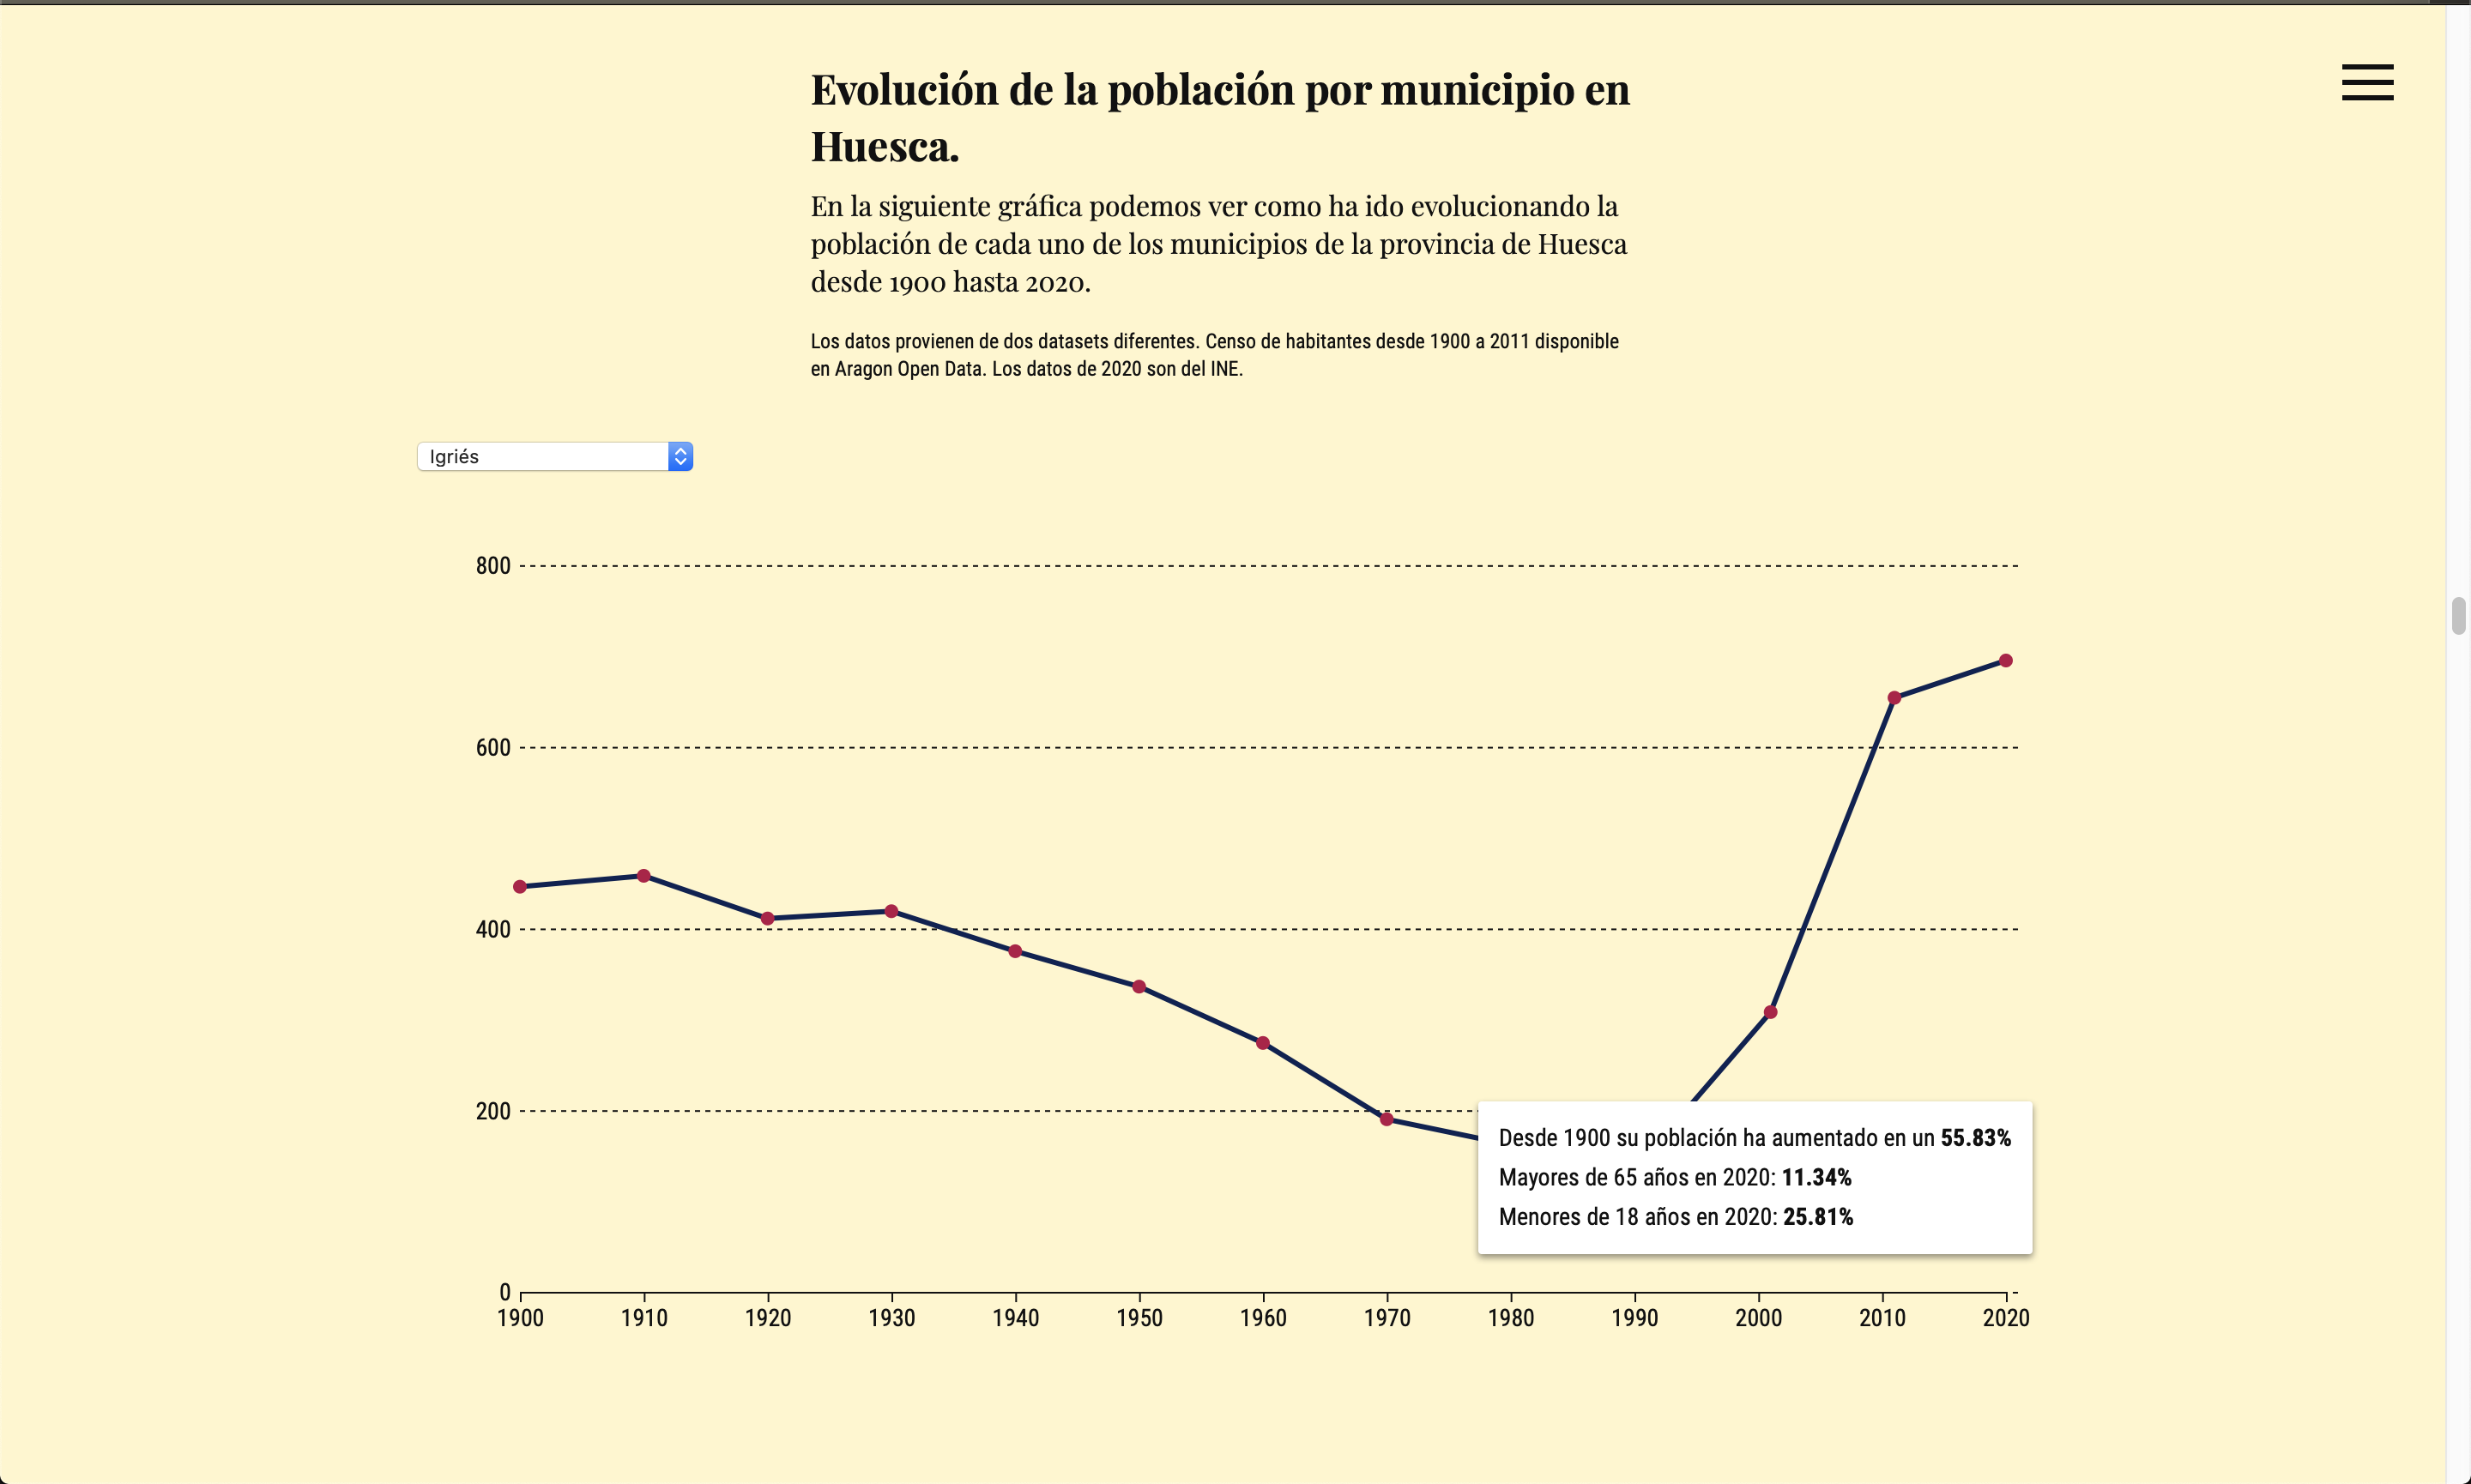 Evolución de la población por municipio en
Huesca.
En la siguiente gráfica podemos ver como ha ido evolucionando la
población de cada uno de los municipios de la provincia de Huesca
desde 1900 hasta 2020.
Los datos provienen de dos datasets diferentes. Censo de habitantes desde 1900 a 2011 disponible
en Aragon Open Data. Los datos de 2020 son del INE.
Igriés
800
600
400
200
Desde 1900 su población ha aumentado en un 55.83%
Mayores de 65 años en 2020: 11.34%
Menores de 18 años en 2020: 25.81%
0
1900 1910 1920 1930 1940 1950 1960 1970 1980 1990 2000 2010 2020